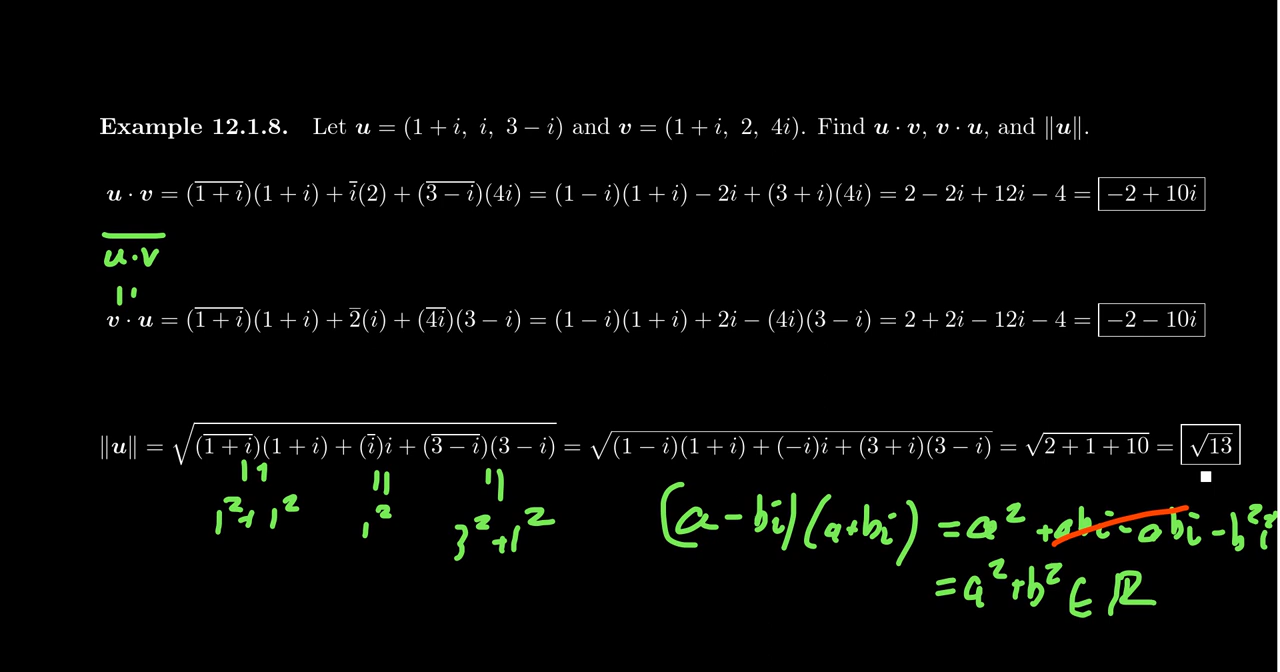 Example 12.1.8. Let u = (1 + i, i, 3 − i) and v = (1 + i, 2, 4i). Find u · v, v · u, and ‖u‖.
u · v = (\overline{1 + i})(1 + i) + \overline{i}(2) + (\overline{3 − i})(4i) = (1 − i)(1 + i) − 2i + (3 + i)(4i) = 2 − 2i + 12i − 4 = −2 + 10i
\overline{u·v}
||
v · u = (\overline{1 + i})(1 + i) + \overline{2}(i) + (\overline{4i})(3 − i) = (1 − i)(1 + i) + 2i − (4i)(3 − i) = 2 + 2i − 12i − 4 = −2 − 10i
‖u‖ = √((\overline{1 + i})(1 + i) + (\overline{i})i + (\overline{3 − i})(3 − i)) = √((1 − i)(1 + i) + (−i)i + (3 + i)(3 − i)) = √(2 + 1 + 10) = √13
|| || ||
1² + 1² 1² 3² + 1² (a − bi)(a + bi) = a² + abi − abi − b²i²
= a² + b² ∈ ℝ